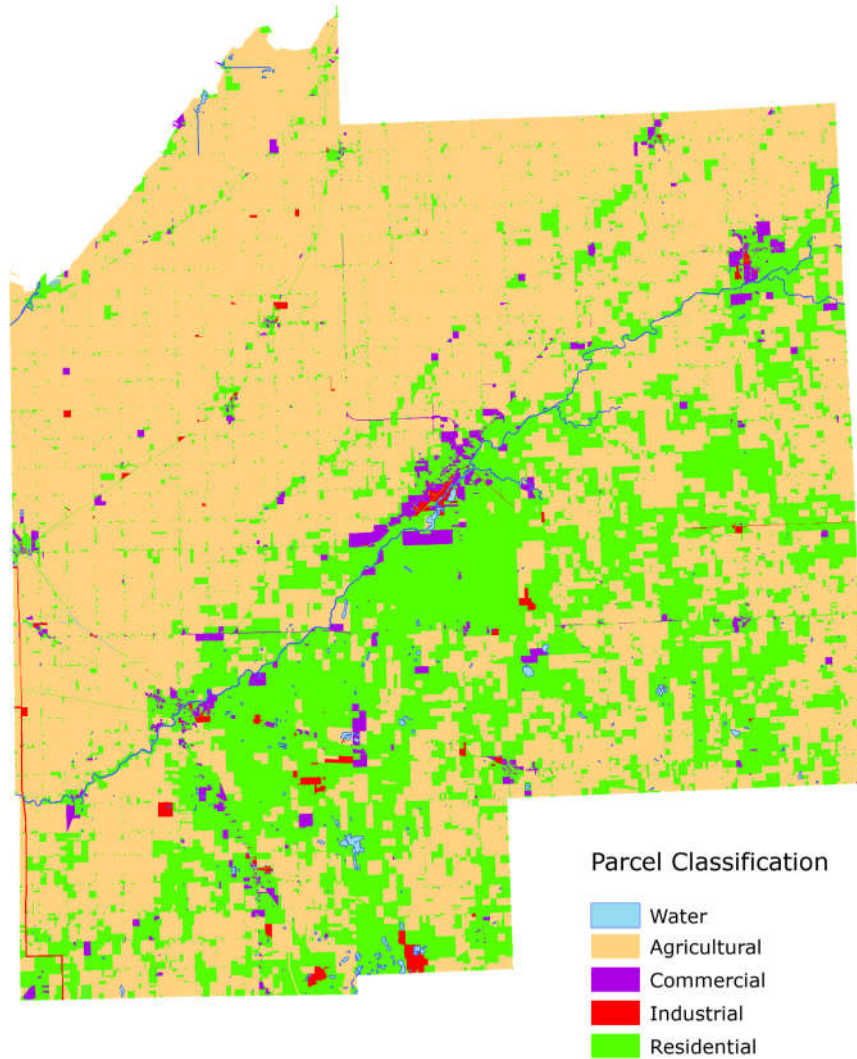 Parcel Classification
Water
Agricultural
Commercial
Industrial
Residential